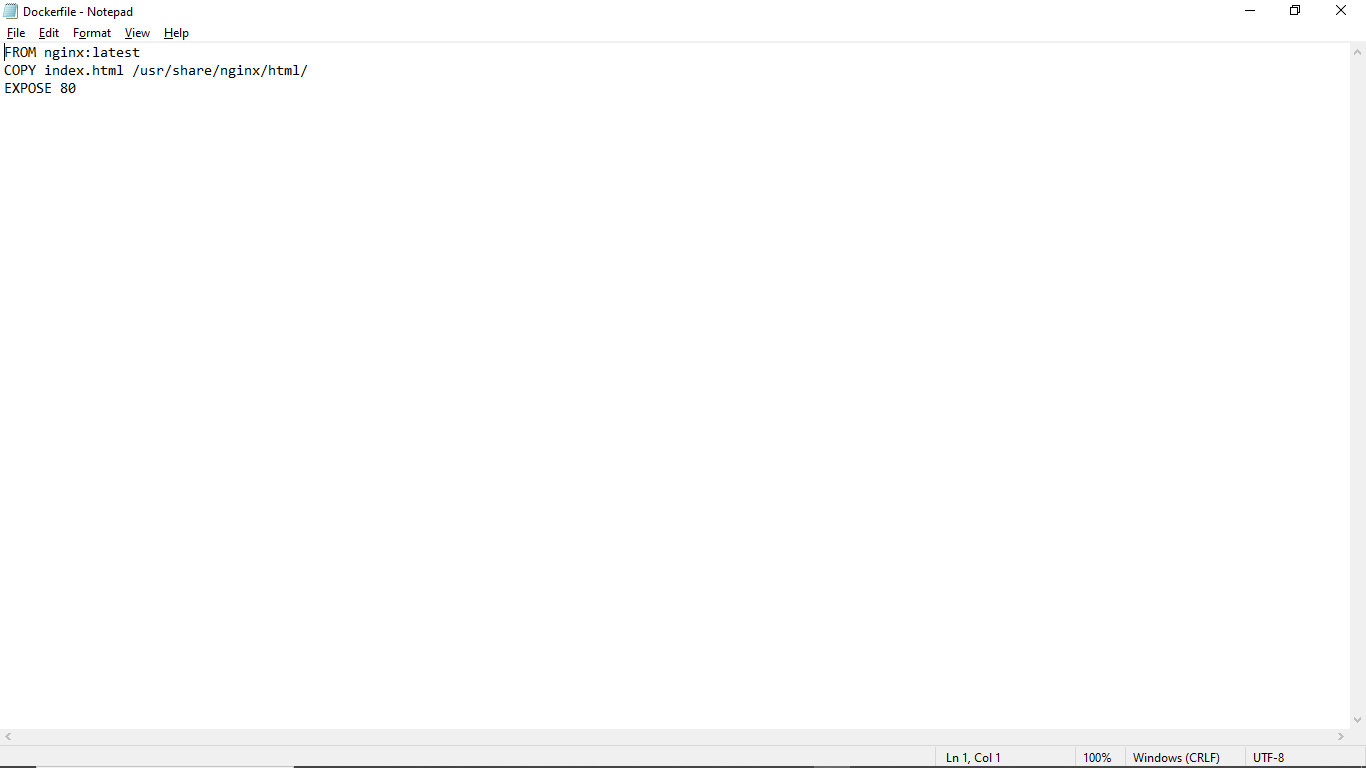 Dockerfile - Notepad
File Edit Format View Help
FROM nginx:latest
COPY index.html /usr/share/nginx/html/
EXPOSE 80
Ln 1, Col 1 100% Windows (CRLF) UTF-8